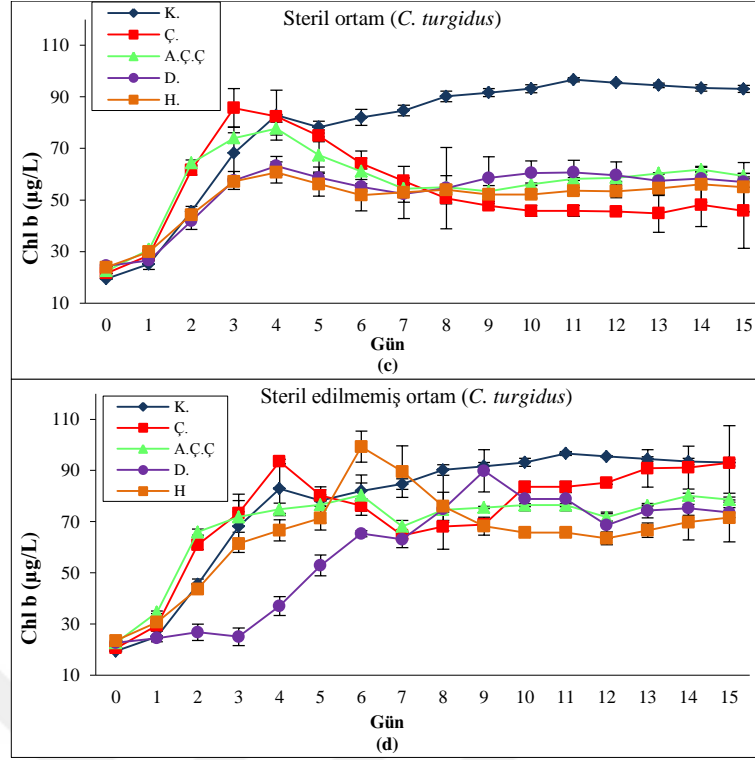 Steril ortam (C. turgidus)
K.
Ç.
A.Ç.Ç
D.
H.
Chl b (µg/L)
110
90
70
50
30
10
0 1 2 3 4 5 6 7 8 9 10 11 12 13 14 15
Gün
(c)
Steril edilmemiş ortam (C. turgidus)
K.
Ç.
A.Ç.Ç
D.
H
Chl b (µg/L)
110
90
70
50
30
10
0 1 2 3 4 5 6 7 8 9 10 11 12 13 14 15
Gün
(d)